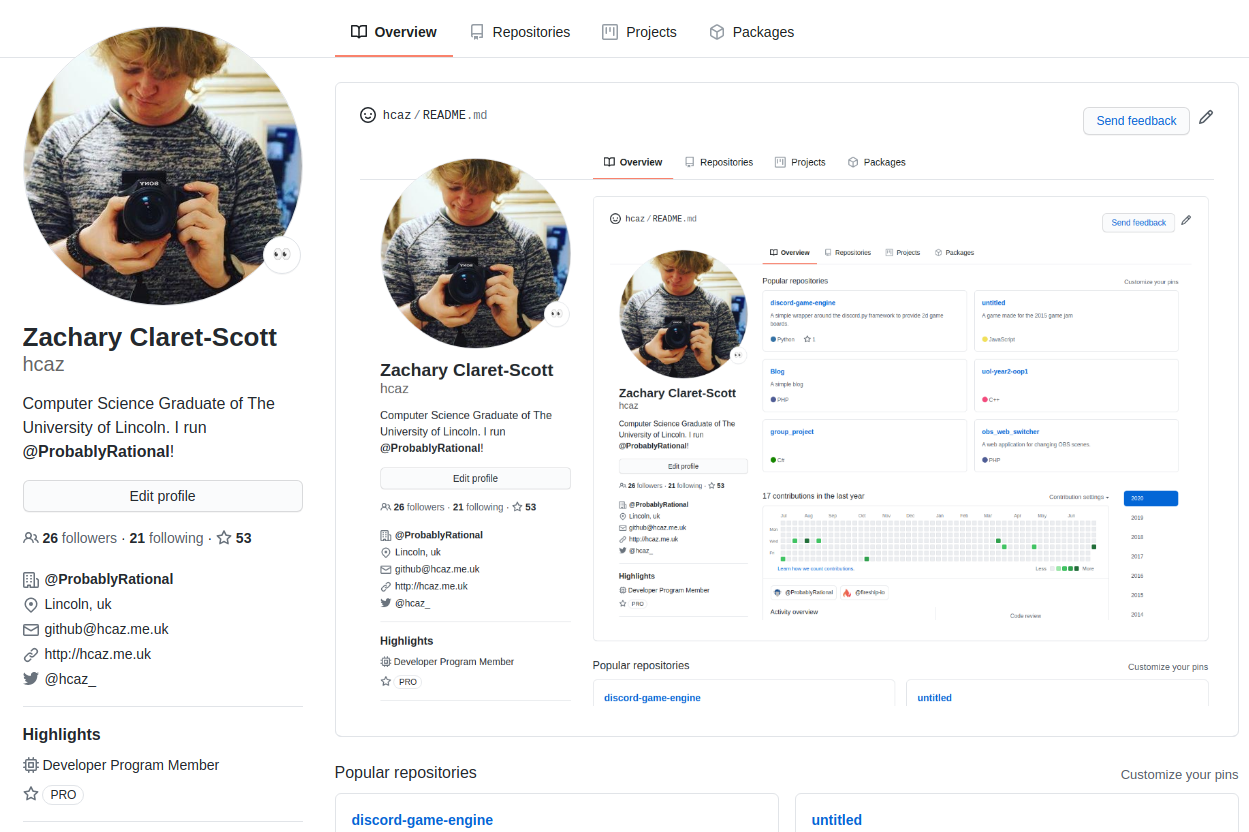 Overview Repositories Projects Packages
SONY
Zachary Claret-Scott
hcaz
Computer Science Graduate of The
University of Lincoln. I run
@ProbablyRational!
Edit profile
26 followers · 21 following · 53
@ProbablyRational
Lincoln, uk
github@hcaz.me.uk
http://hcaz.me.uk
@hcaz_
Highlights
Developer Program Member
PRO
hcaz/README.md
Send feedback
Overview Repositories Projects Packages
Zachary Claret-Scott
hcaz
Computer Science Graduate of The
University of Lincoln. I run
@ProbablyRational!
Edit profile
26 followers · 21 following · 53
@ProbablyRational
Lincoln, uk
github@hcaz.me.uk
http://hcaz.me.uk
@hcaz_
Highlights
Developer Program Member
PRO
hcaz/README.md
Send feedback
Overview Repositories Projects Packages
Zachary Claret-Scott
hcaz
Computer Science Graduate of The
University of Lincoln. I run
@ProbablyRational!
Edit profile
26 followers · 21 following · 53
@ProbablyRational
Lincoln, uk
github@hcaz.me.uk
http://hcaz.me.uk
@hcaz_
Highlights
Developer Program Member
PRO
Popular repositories Customize your pins
discord-game-engine
A simple wrapper around the discord.py framework to provide 2d game
boards.
Python 1
untitled
A game made for the 2015 game jam
JavaScript
Blog
A simple blog
PHP
uol-year2-oop1
C++
group_project
C#
obs_web_switcher
A web application for changing OBS scenes.
PHP
17 contributions in the last year Contribution settings
2020
2019
2018
2017
2016
2015
2014
Jul Aug Sep Oct Nov Dec Jan Feb Mar Apr May Jun
Mon
Wed
Fri
Learn how we count contributions. Less More
@ProbablyRational @fireship-io
Activity overview
Code review
Popular repositories Customize your pins
discord-game-engine untitled
Popular repositories Customize your pins
discord-game-engine untitled